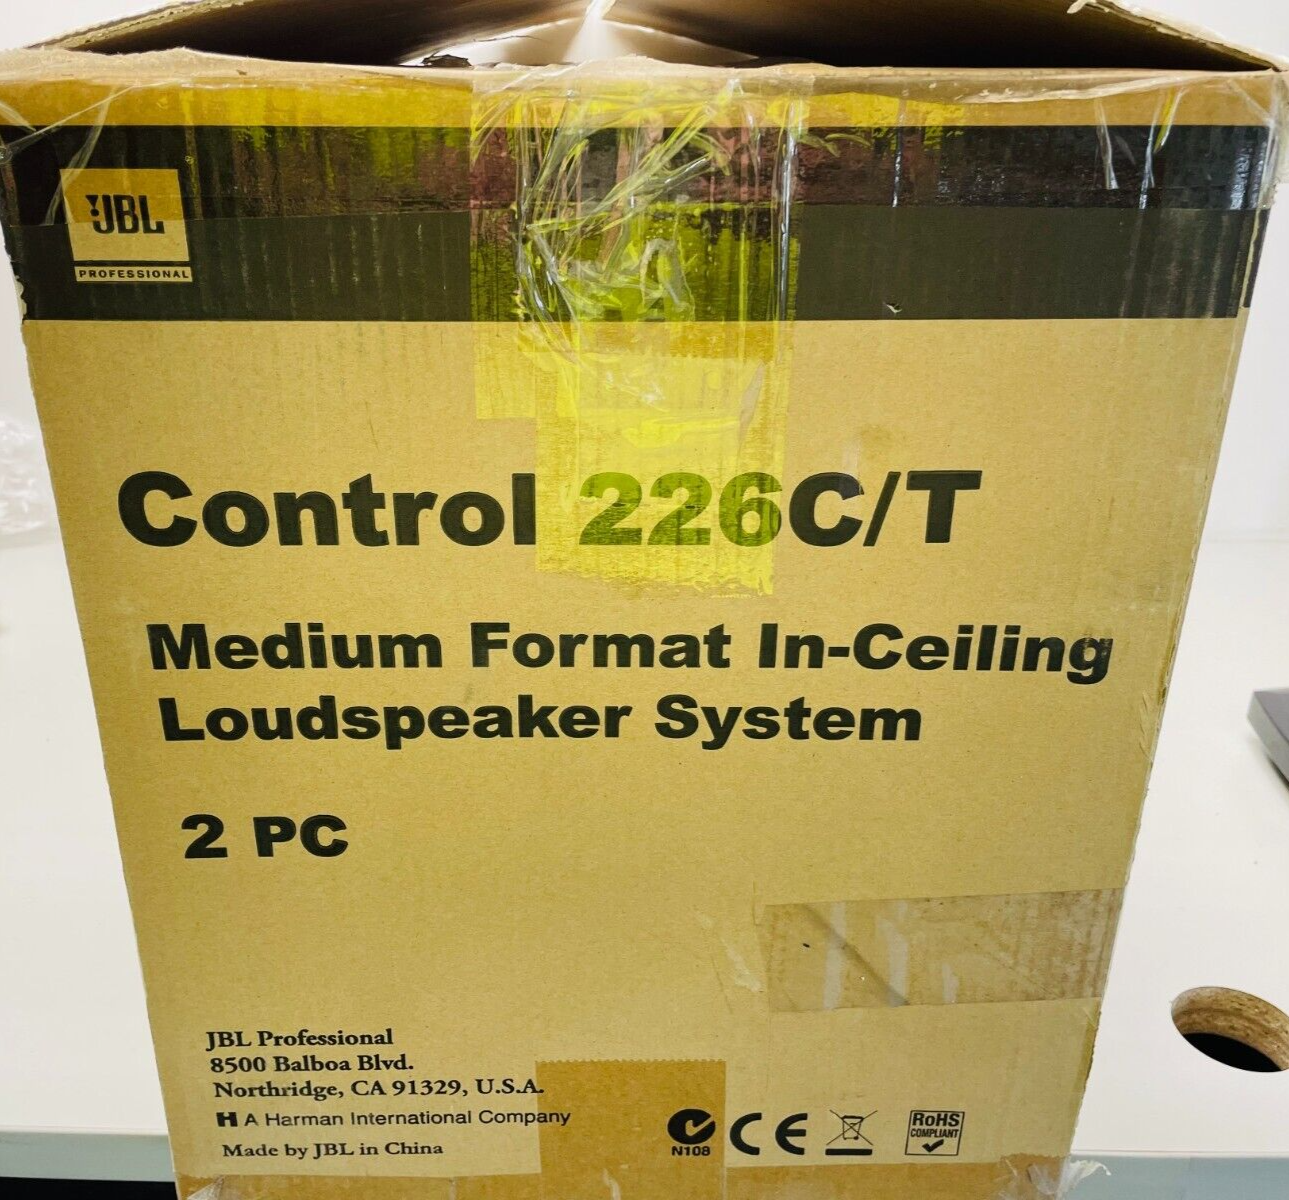 JBL
PROFESSIONAL
Control 226C/T
Medium Format In-Ceiling
Loudspeaker System
2 PC
JBL Professional
8500 Balboa Blvd.
Northridge, CA 91329, U.S.A.
H A Harman International Company
Made by JBL in China
N108
CE
RoHS
COMPLIANT